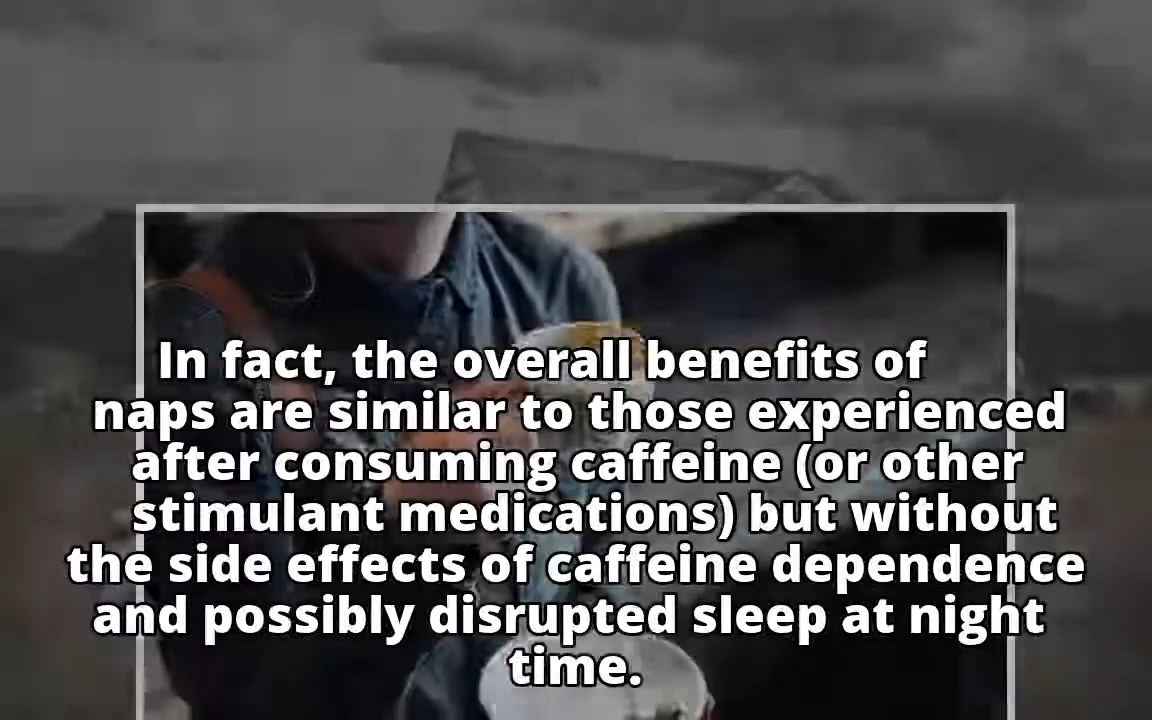 In fact, the overall benefits of
naps are similar to those experienced
after consuming caffeine (or other
stimulant medications) but without
the side effects of caffeine dependence
and possibly disrupted sleep at night
time.